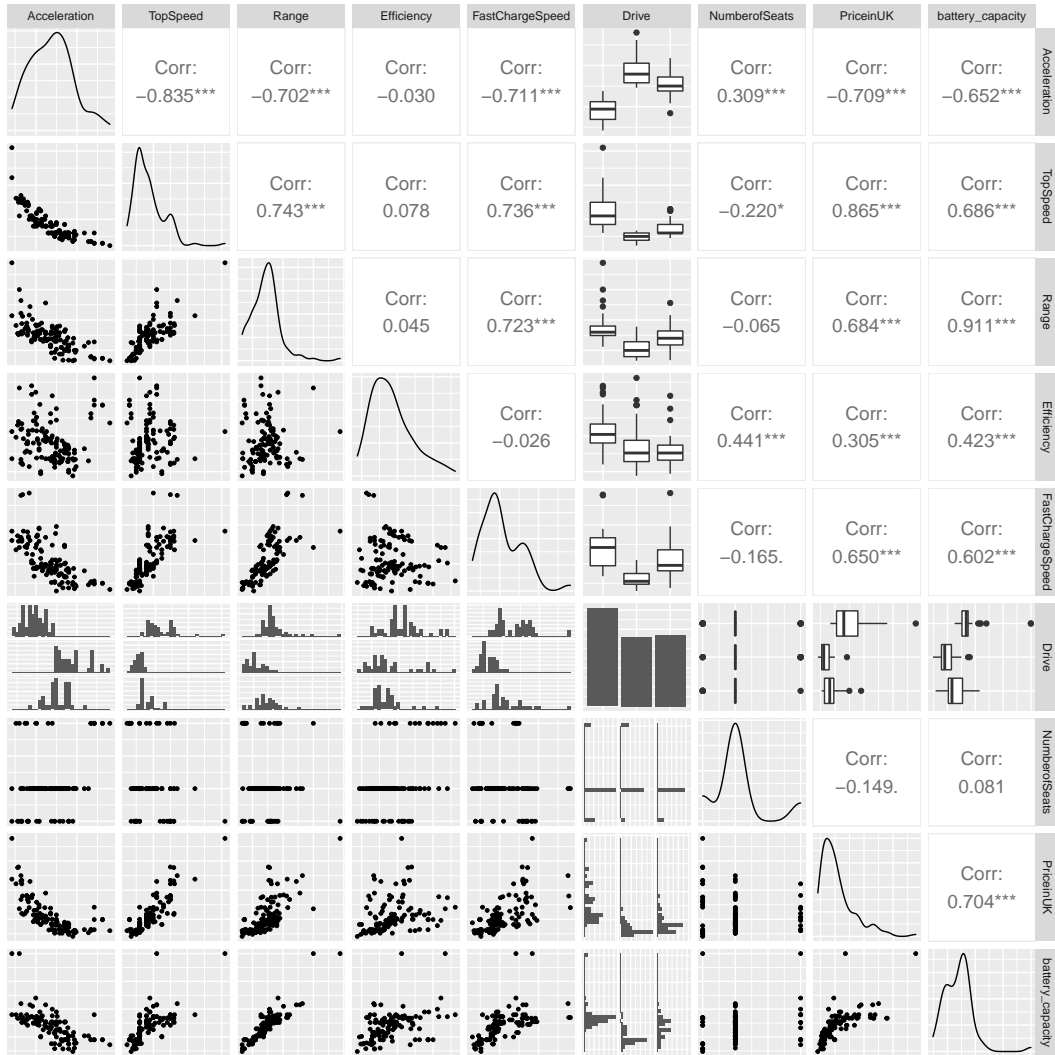 Acceleration TopSpeed Range Efficiency FastChargeSpeed Drive NumberofSeats PriceinUK battery_capacity
Corr: Corr: Corr: Corr: Corr: Corr: Corr:
−0.835*** −0.702*** −0.030 −0.711*** 0.309*** −0.709*** −0.652***
Acceleration
Corr: Corr: Corr: Corr: Corr: Corr:
0.743*** 0.078 0.736*** −0.220* 0.865*** 0.686***
TopSpeed
Corr: Corr: Corr: Corr: Corr:
0.045 0.723*** −0.065 0.684*** 0.911***
Range
Corr: Corr: Corr: Corr:
−0.026 0.441*** 0.305*** 0.423***
Efficiency
Corr: Corr: Corr:
−0.165. 0.650*** 0.602***
FastChargeSpeed
Drive
Corr: Corr:
−0.149. 0.081
NumberofSeats
Corr:
0.704***
PriceinUK
battery_capacity